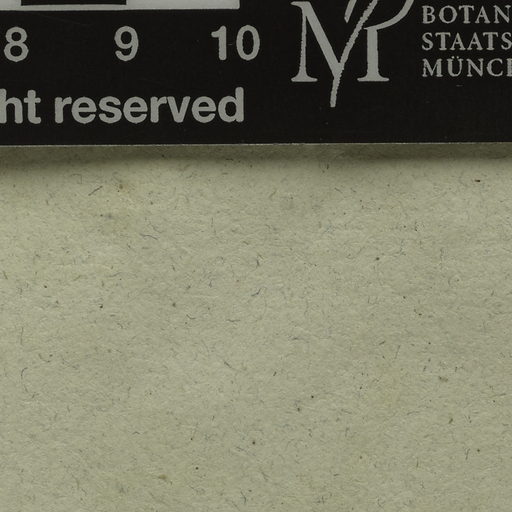 8 9 10
ht reserved
M
BOTAN
STAATS
MÜNC